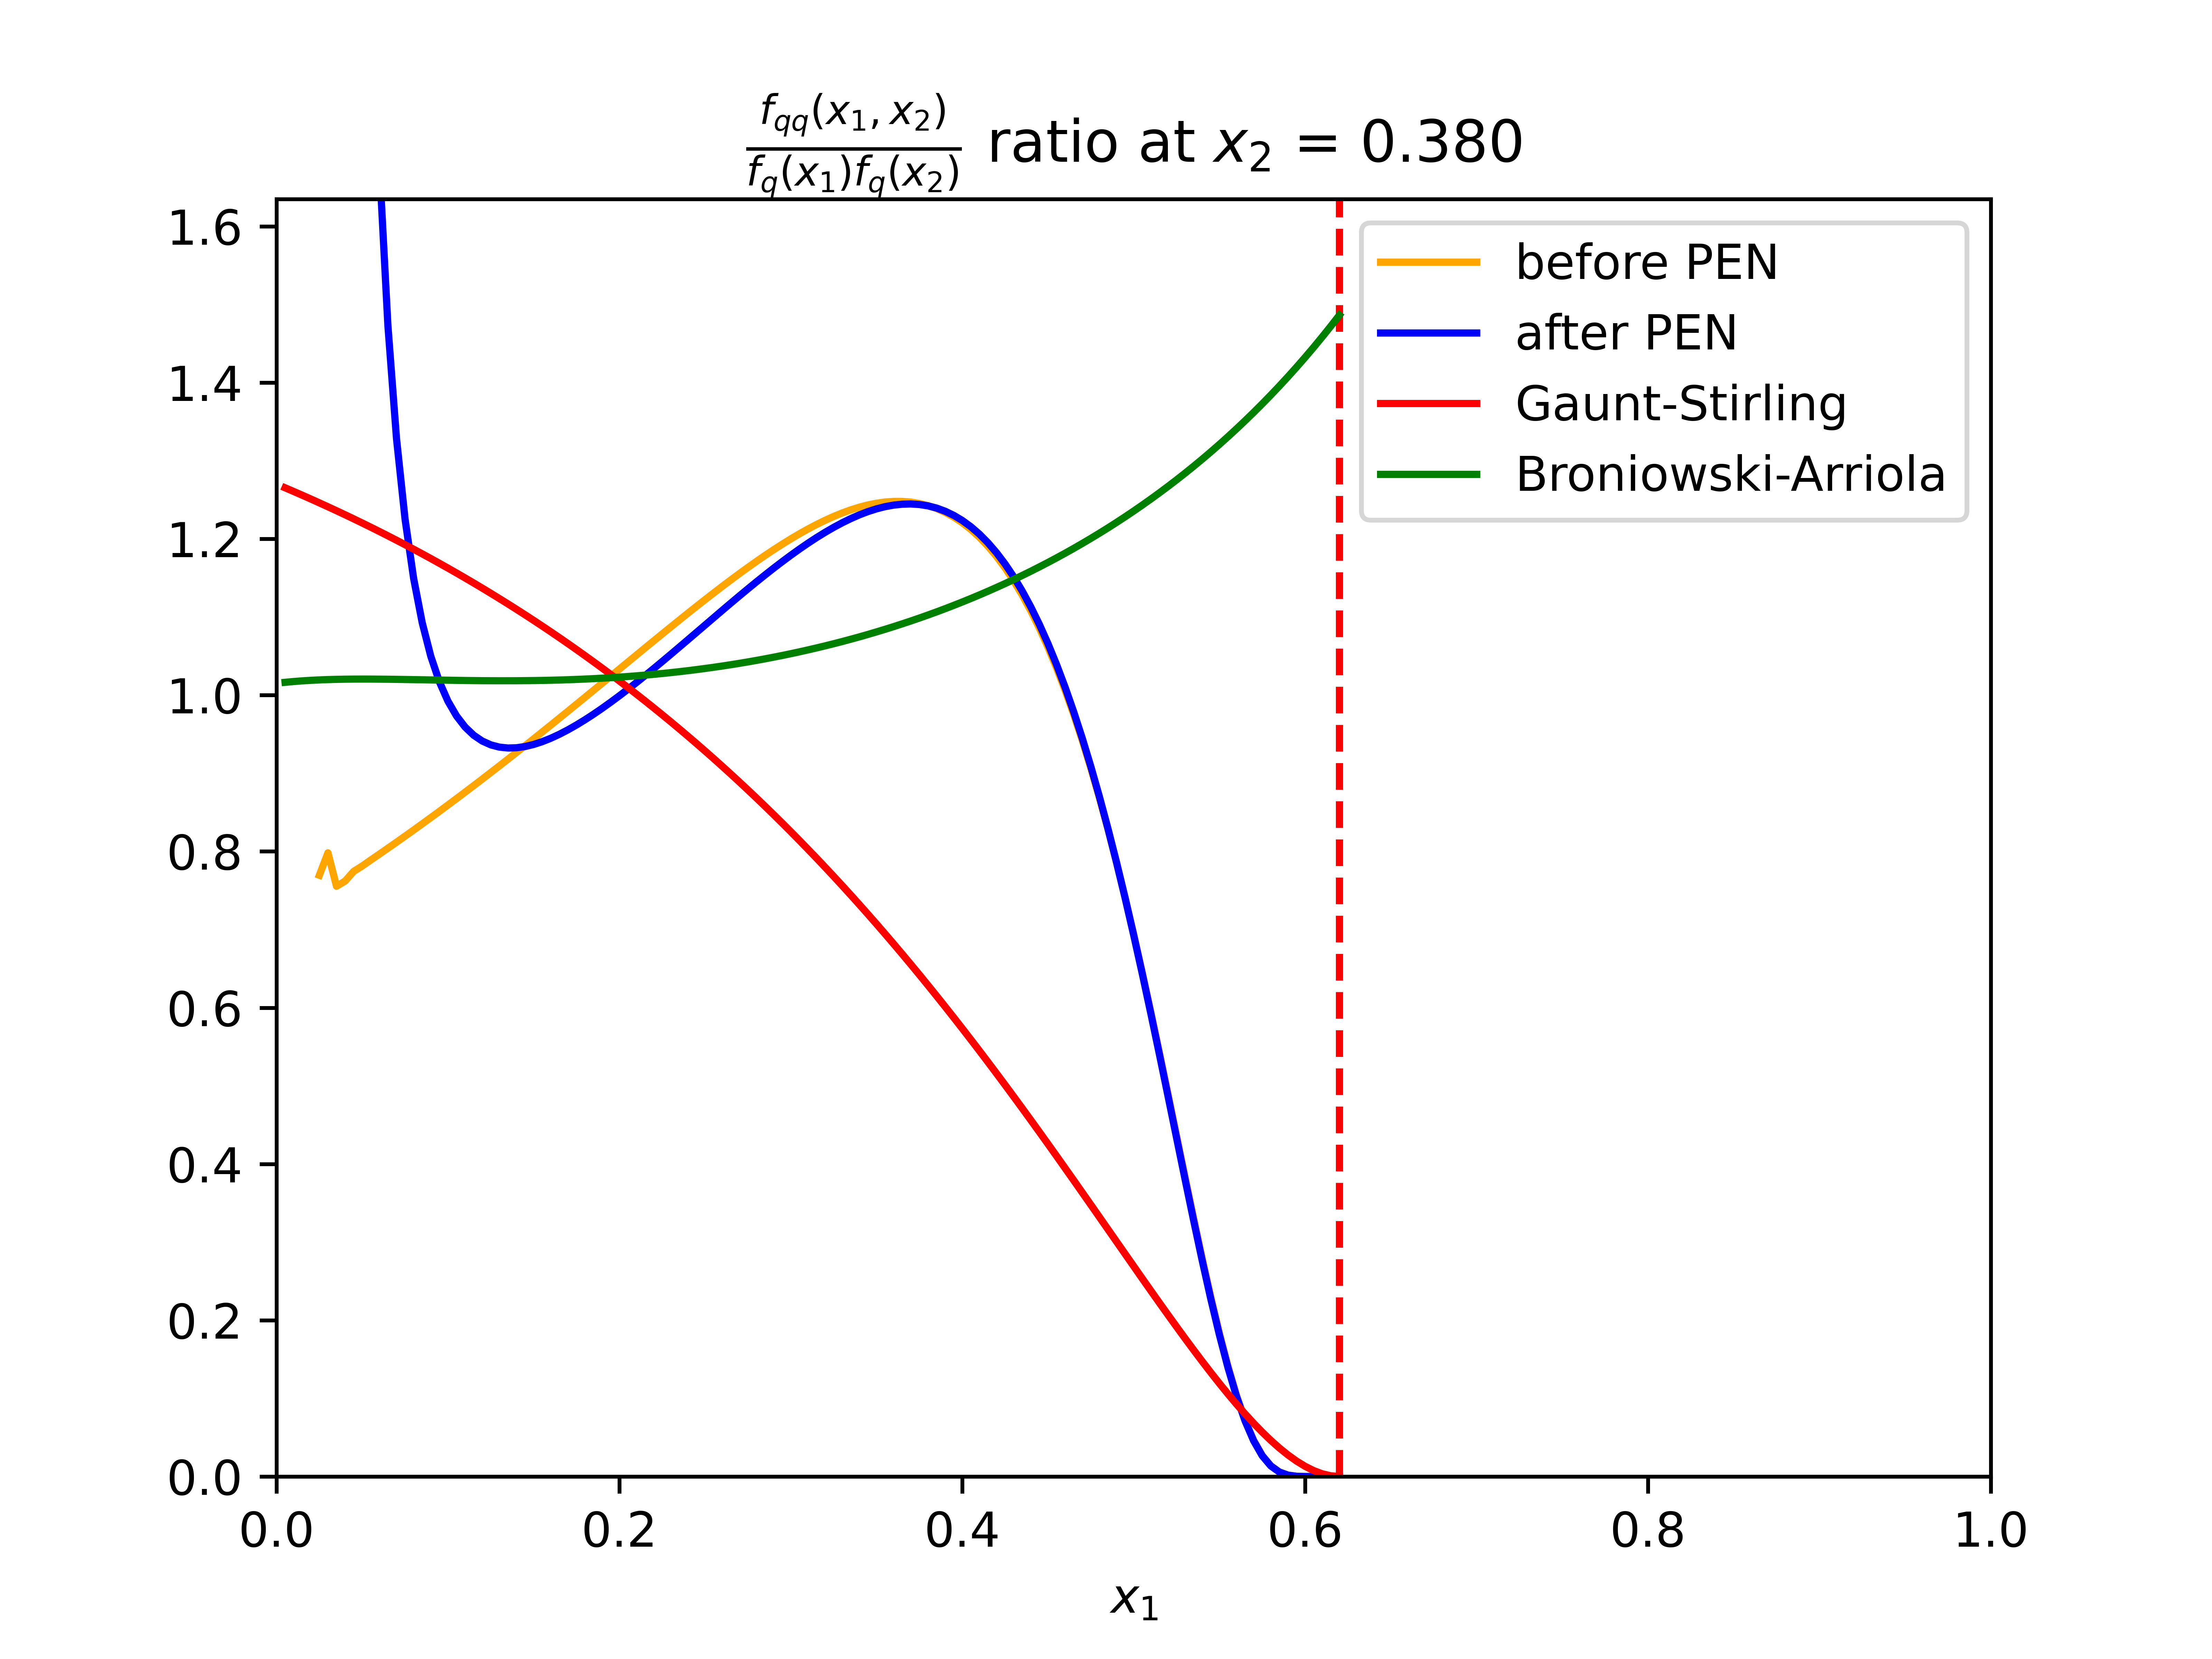 f_qq(x_1, x_2)
f_q(x_1)f_q(x_2)
ratio at x_2 = 0.380
before PEN
after PEN
Gaunt-Stirling
Broniowski-Arriola
1.6
1.4
1.2
1.0
0.8
0.6
0.4
0.2
0.0
0.0 0.2 0.4 0.6 0.8 1.0
x_1